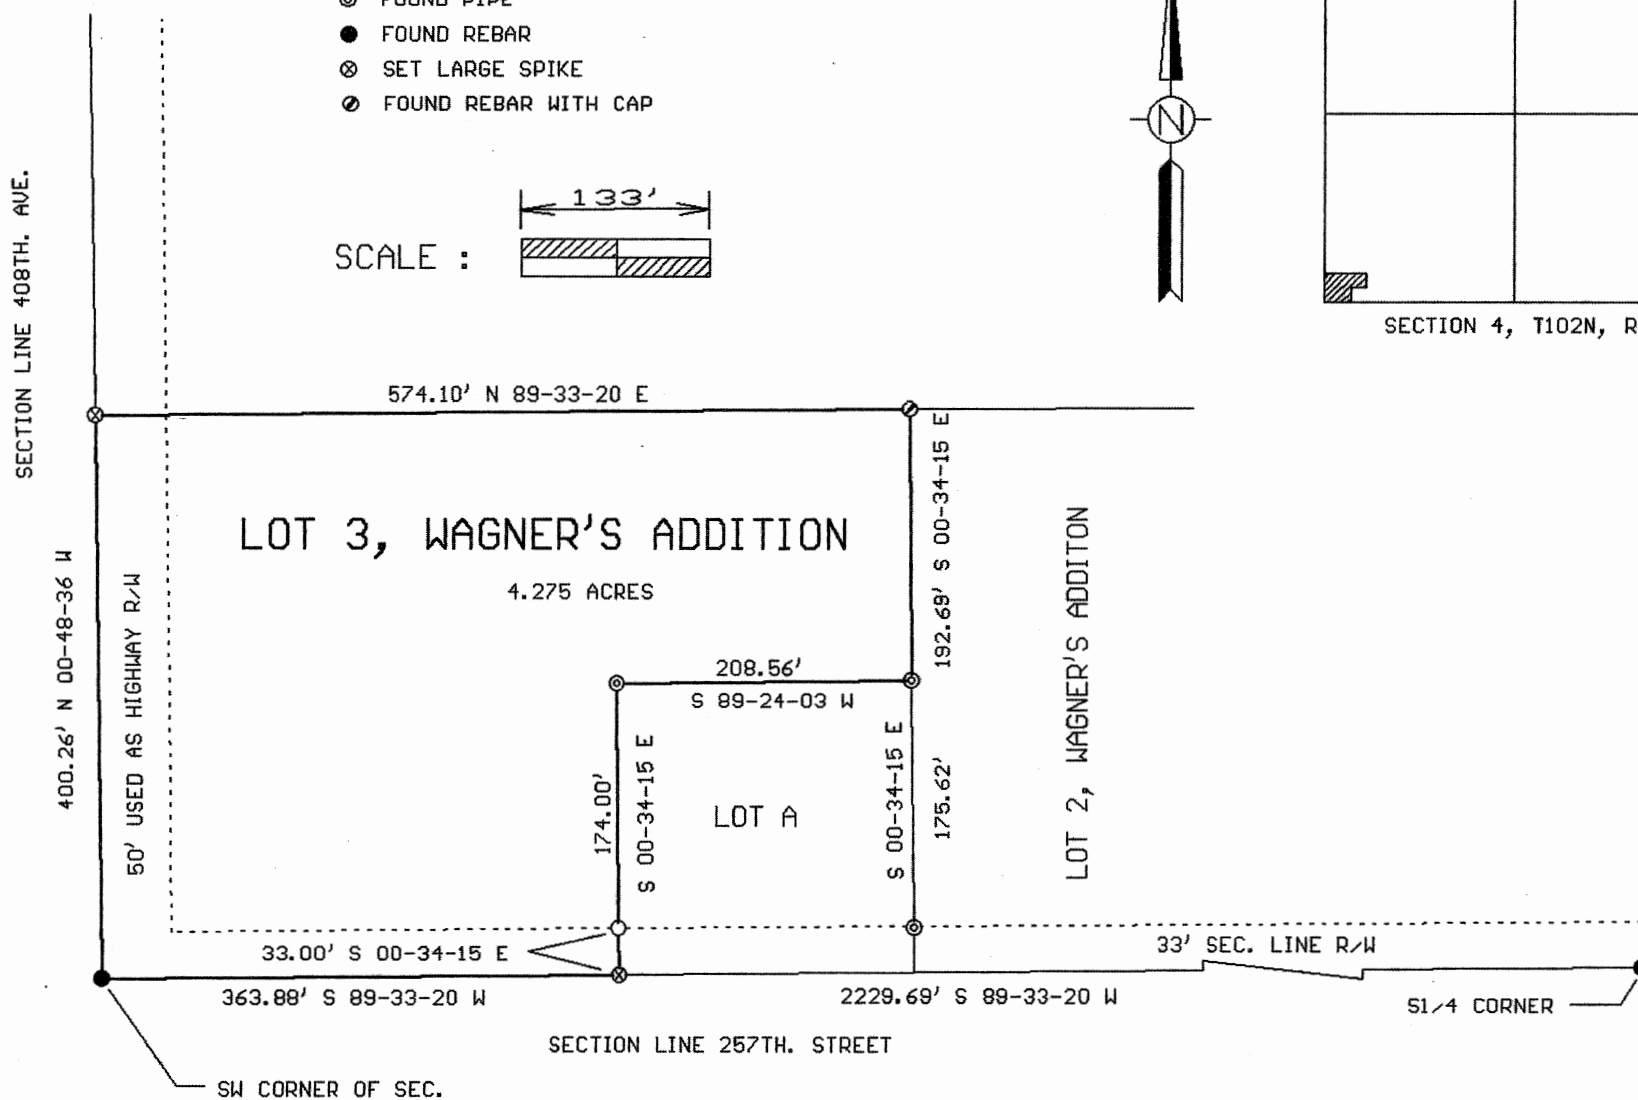 FOUND PIPE
FOUND REBAR
SET LARGE SPIKE
FOUND REBAR WITH CAP
133'
SCALE :
N
SECTION 4, T102N, R
SECTION LINE 408TH. AVE.
574.10' N 89-33-20 E
192.69' S 00-34-15 E
LOT 3, WAGNER'S ADDITION
4.275 ACRES
400.26' N 00-48-36 W
50' USED AS HIGHWAY R/W
208.56'
S 89-24-03 W
174.00'
S 00-34-15 E
LOT A
S 00-34-15 E
175.62'
LOT 2, WAGNER'S ADDITON
33.00' S 00-34-15 E
33' SEC. LINE R/W
363.88' S 89-33-20 W
2229.69' S 89-33-20 W
S1/4 CORNER
SECTION LINE 257TH. STREET
SW CORNER OF SEC.